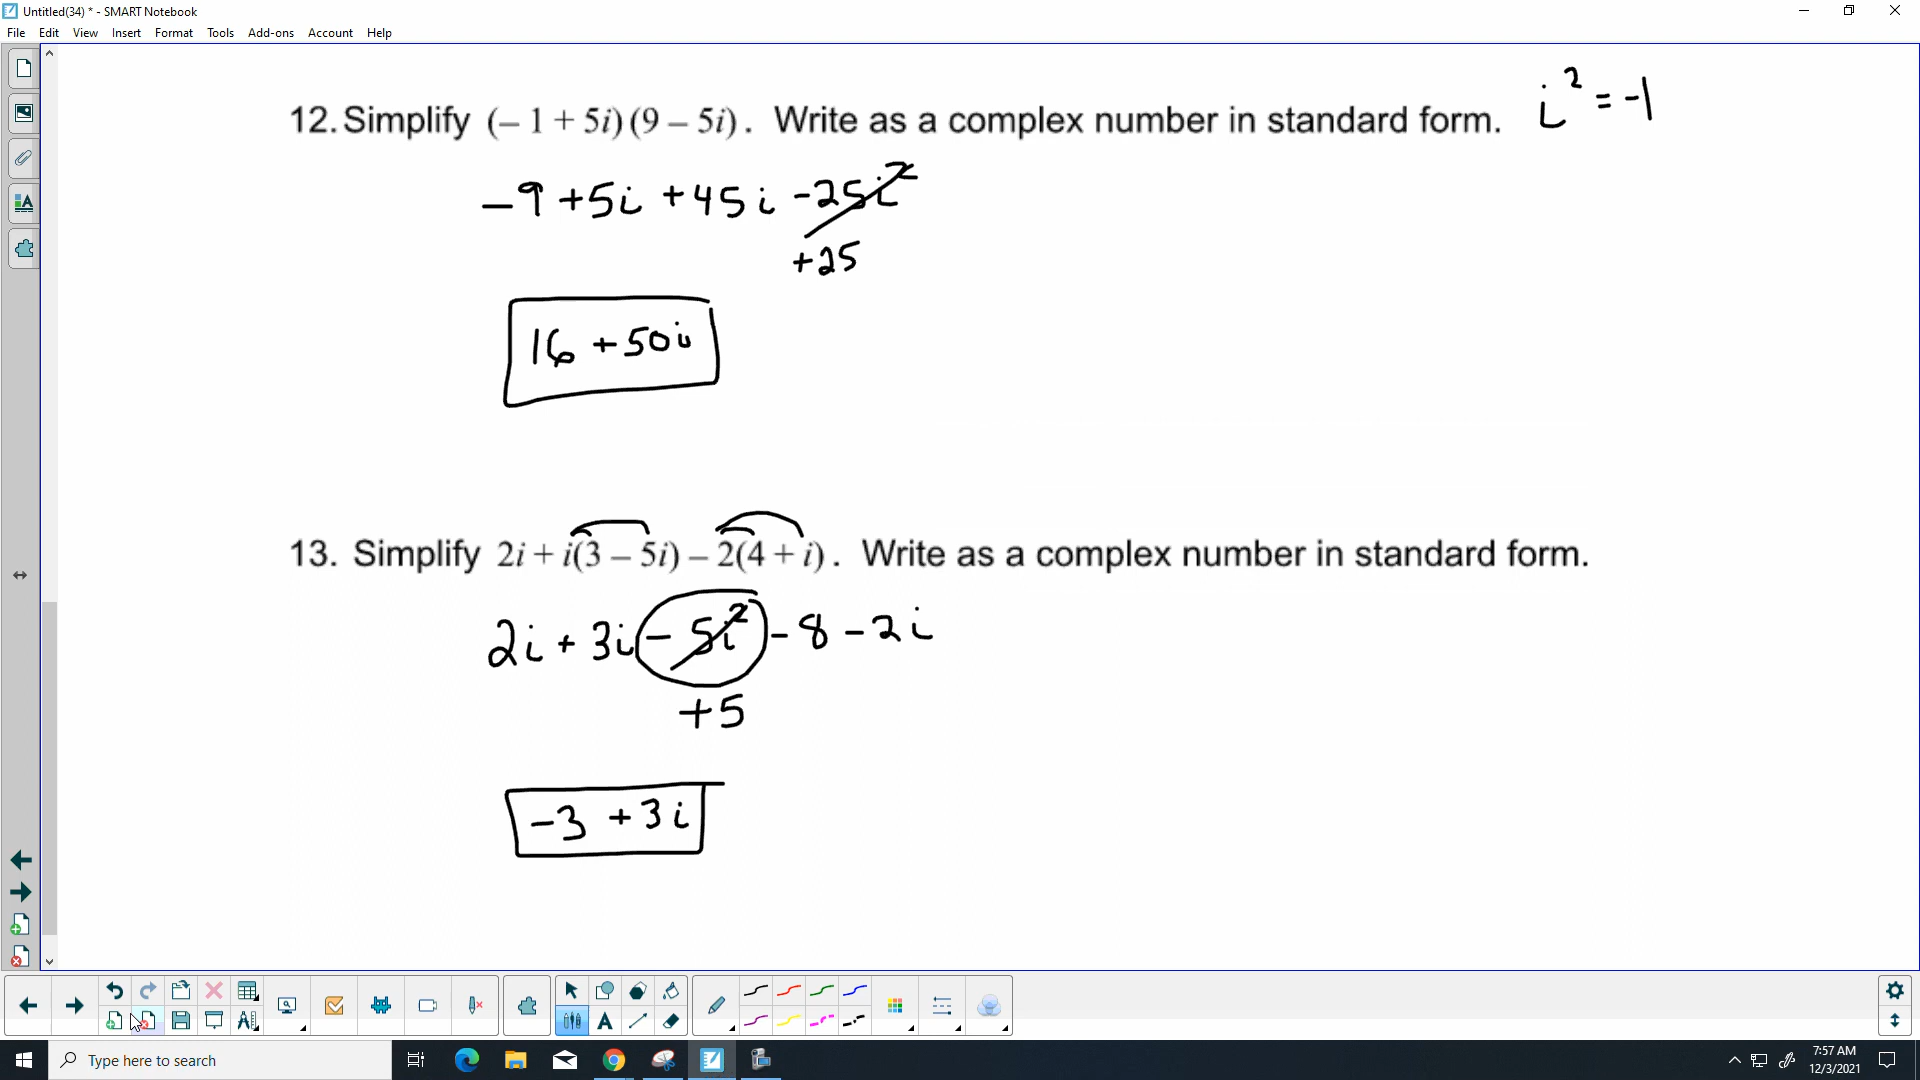 Untitled(34) * - SMART Notebook
File Edit View Insert Format Tools Add-ons Account Help
12. Simplify (– 1 + 5i) (9 – 5i). Write as a complex number in standard form. i² = -1
-9 +5i +45i -25i²
+25
16 +50i
13. Simplify 2i + i(3 – 5i) – 2(4 + i). Write as a complex number in standard form.
2i + 3i - 5i² - 8 - 2i
+5
-3 +3i
Type here to search
7:57 AM
12/3/2021